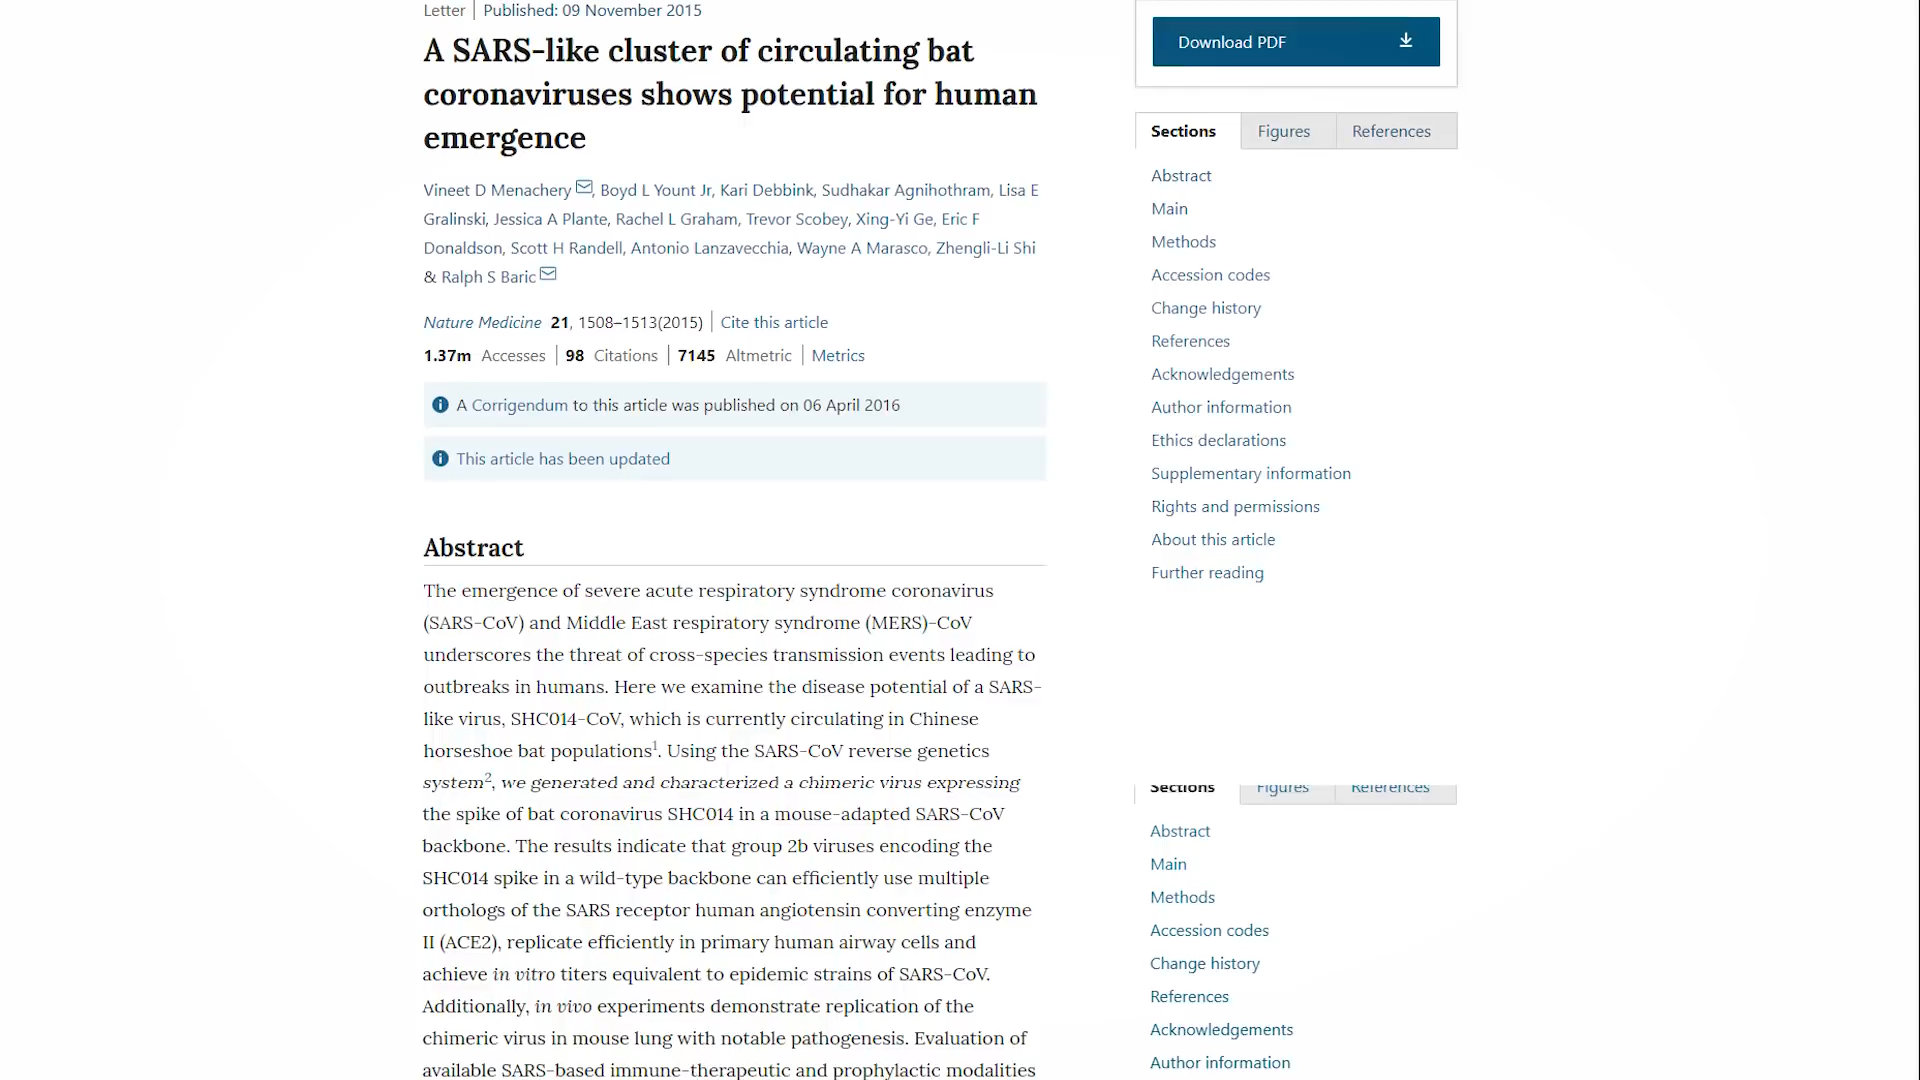 Letter | Published: 09 November 2015
A SARS-like cluster of circulating bat
coronaviruses shows potential for human
emergence
Vineet D Menachery, Boyd L Yount Jr, Kari Debbink, Sudhakar Agnihothram, Lisa E
Gralinski, Jessica A Plante, Rachel L Graham, Trevor Scobey, Xing-Yi Ge, Eric F
Donaldson, Scott H Randell, Antonio Lanzavecchia, Wayne A Marasco, Zhengli-Li Shi
& Ralph S Baric
Nature Medicine 21, 1508–1513(2015) | Cite this article
1.37m Accesses | 98 Citations | 7145 Altmetric | Metrics
A Corrigendum to this article was published on 06 April 2016
This article has been updated
Abstract
The emergence of severe acute respiratory syndrome coronavirus
(SARS-CoV) and Middle East respiratory syndrome (MERS)-CoV
underscores the threat of cross-species transmission events leading to
outbreaks in humans. Here we examine the disease potential of a SARS-
like virus, SHC014-CoV, which is currently circulating in Chinese
horseshoe bat populations1. Using the SARS-CoV reverse genetics
system2, we generated and characterized a chimeric virus expressing
the spike of bat coronavirus SHC014 in a mouse-adapted SARS-CoV
backbone. The results indicate that group 2b viruses encoding the
SHC014 spike in a wild-type backbone can efficiently use multiple
orthologs of the SARS receptor human angiotensin converting enzyme
II (ACE2), replicate efficiently in primary human airway cells and
achieve in vitro titers equivalent to epidemic strains of SARS-CoV.
Additionally, in vivo experiments demonstrate replication of the
chimeric virus in mouse lung with notable pathogenesis. Evaluation of
available SARS-based immune-therapeutic and prophylactic modalities
Download PDF
Sections Figures References
Abstract
Main
Methods
Accession codes
Change history
References
Acknowledgements
Author information
Ethics declarations
Supplementary information
Rights and permissions
About this article
Further reading
Sections Figures References
Abstract
Main
Methods
Accession codes
Change history
References
Acknowledgements
Author information